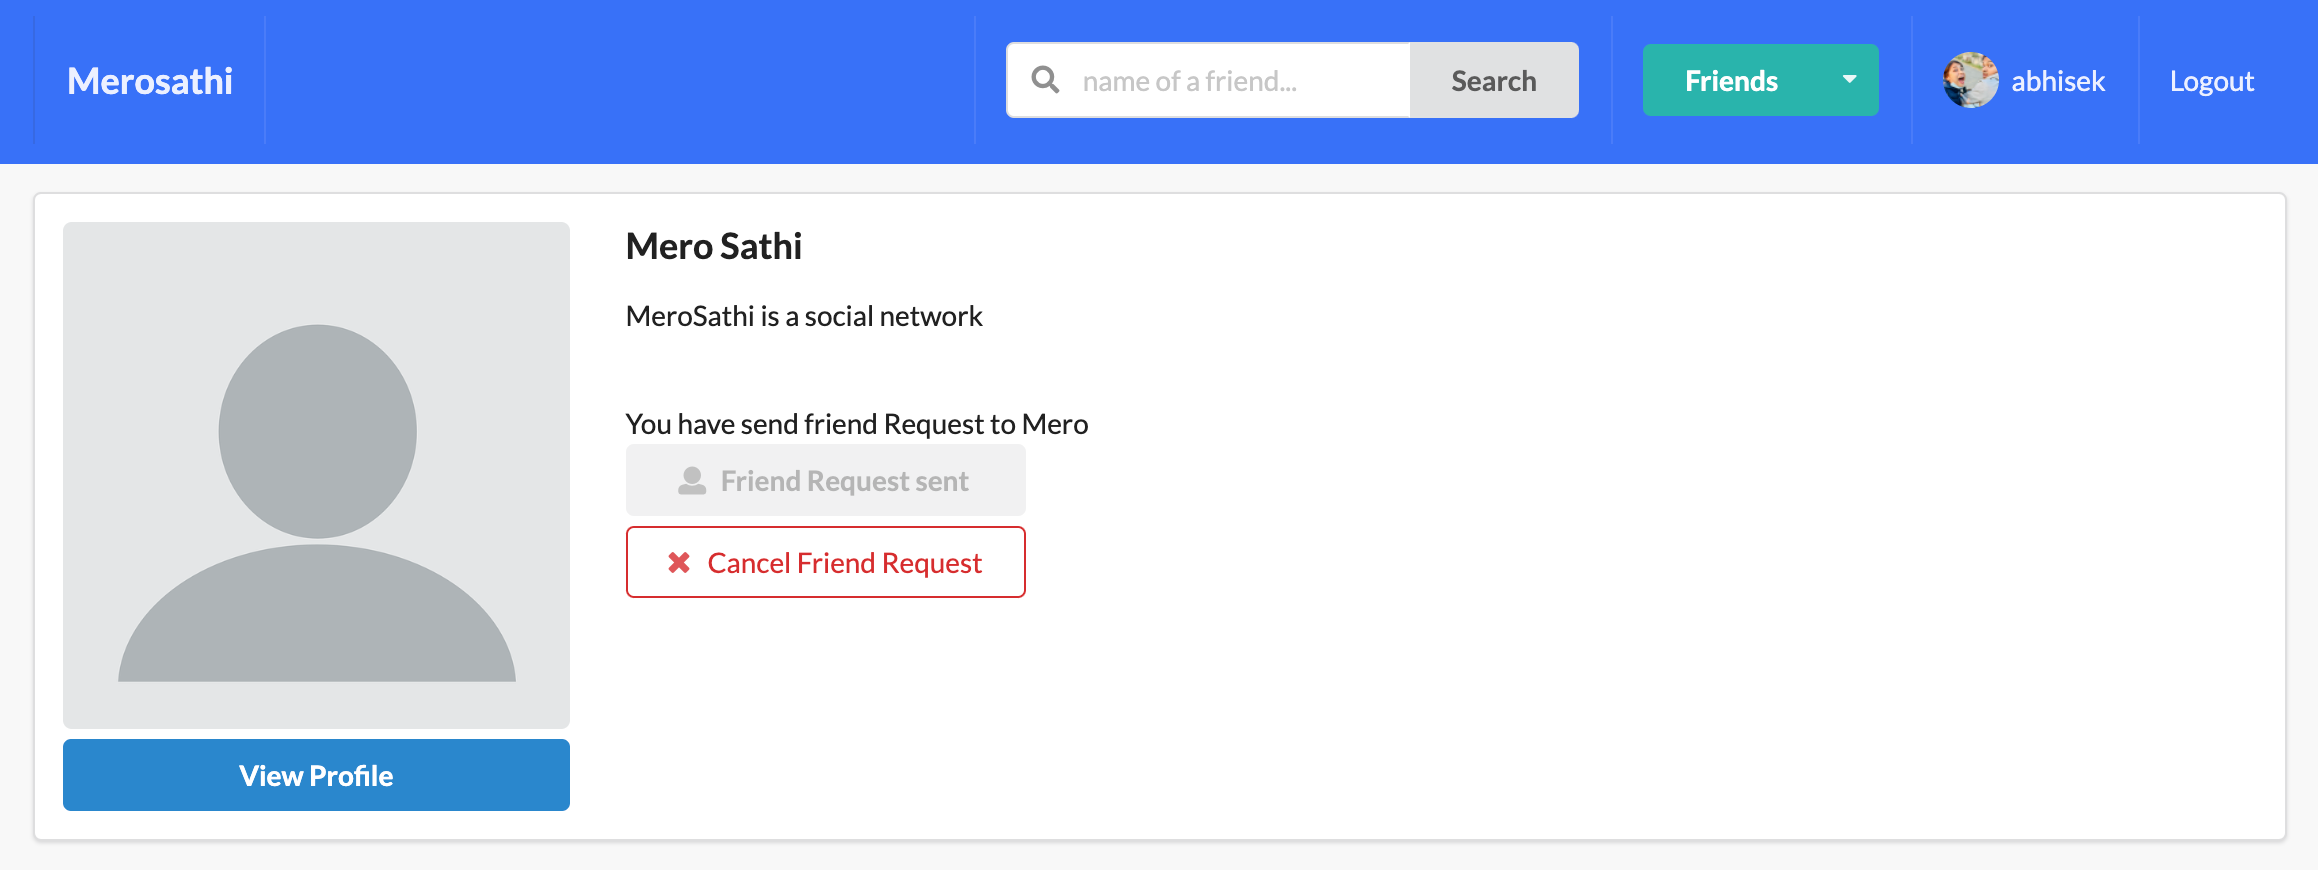 Merosathi
name of a friend...
Search
Friends
abhisek
Logout
Mero Sathi
MeroSathi is a social network
You have send friend Request to Mero
Friend Request sent
Cancel Friend Request
View Profile